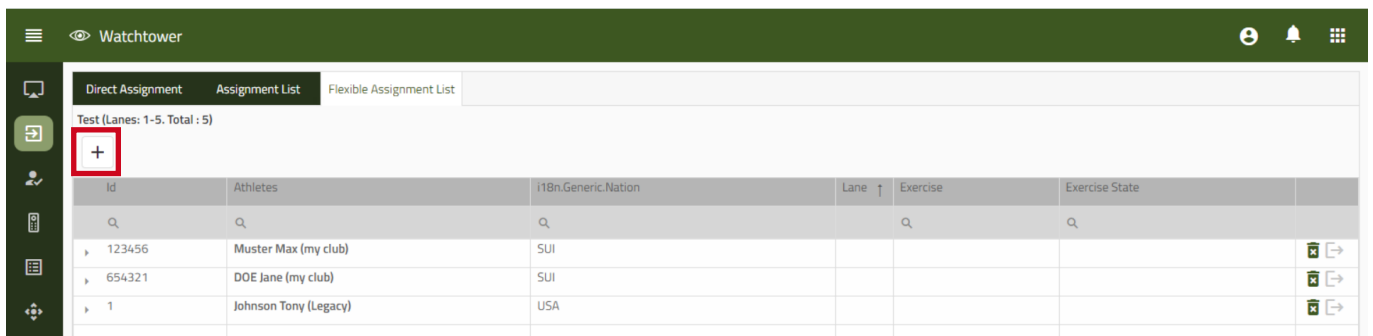 Watchtower
Direct Assignment Assignment List Flexible Assignment List
Test (Lanes: 1-5. Total : 5)
+
Id Athletes i18n.Generic.Nation Lane ↑ Exercise Exercise State
123456 Muster Max (my club) SUI
654321 DOE Jane (my club) SUI
1 Johnson Tony (Legacy) USA